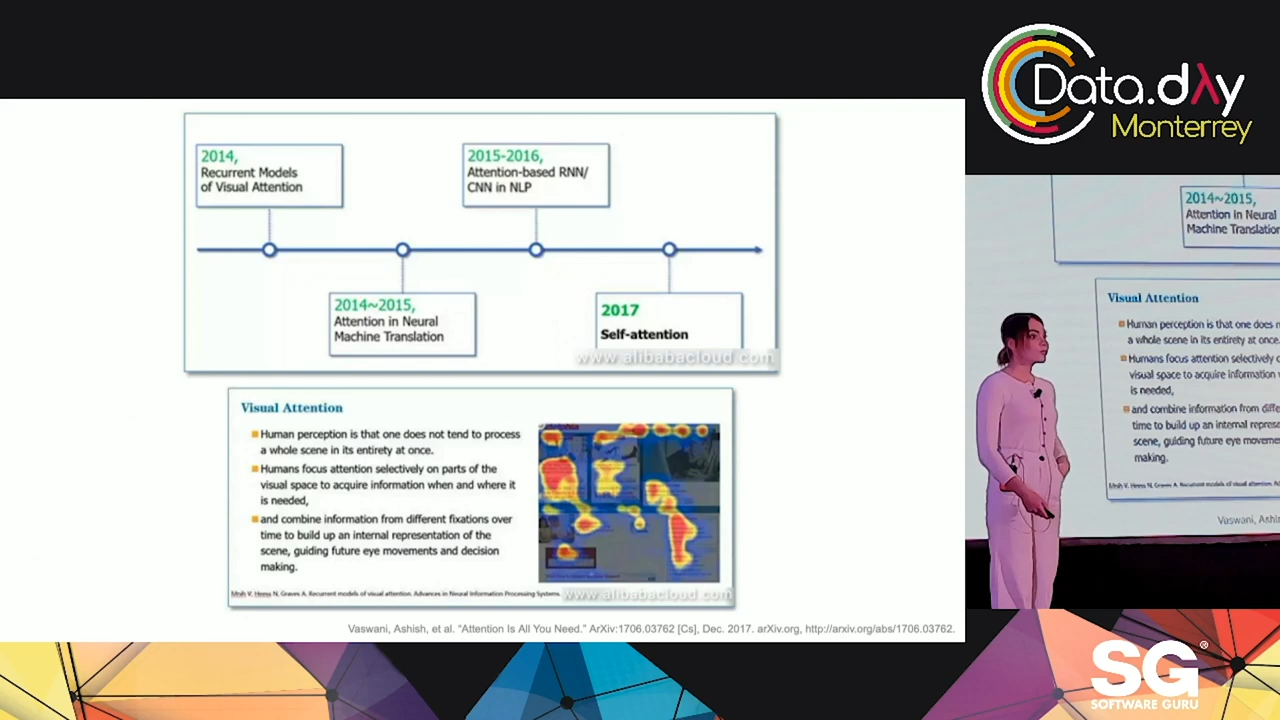 2014,
Recurrent Models
of Visual Attention
2015-2016,
Attention-based RNN/
CNN in NLP
2014~2015,
Attention in Neural
Machine Translation
2017
Self-attention
www.alibabacloud.com
Visual Attention
Human perception is that one does not tend to process
a whole scene in its entirety at once.
Humans focus attention selectively on parts of the
visual space to acquire information when and where it
is needed,
and combine information from different fixations over
time to build up an internal representation of the
scene, guiding future eye movements and decision
making.
Mnih V, Heess N, Graves A. Recurrent models of visual attention. Advances in Neural Information Processing Systems.
www.alibabacloud.com
Vaswani, Ashish, et al. "Attention Is All You Need." ArXiv:1706.03762 [Cs], Dec. 2017. arXiv.org, http://arxiv.org/abs/1706.03762.
Data.dλy
Monterrey
2014~2015,
Attention in Neural
Machine Translation
Visual Attention
Human perception is that one does
a whole scene in its entirety at once.
Humans focus attention selectively
visual space to acquire information
is needed,
and combine information from
time to build up an internal
scene, guiding future eye
making.
Mnih V, Heess N, Graves A. Recurrent models of visual attention.
Vaswani,
SG®
SOFTWARE GURU